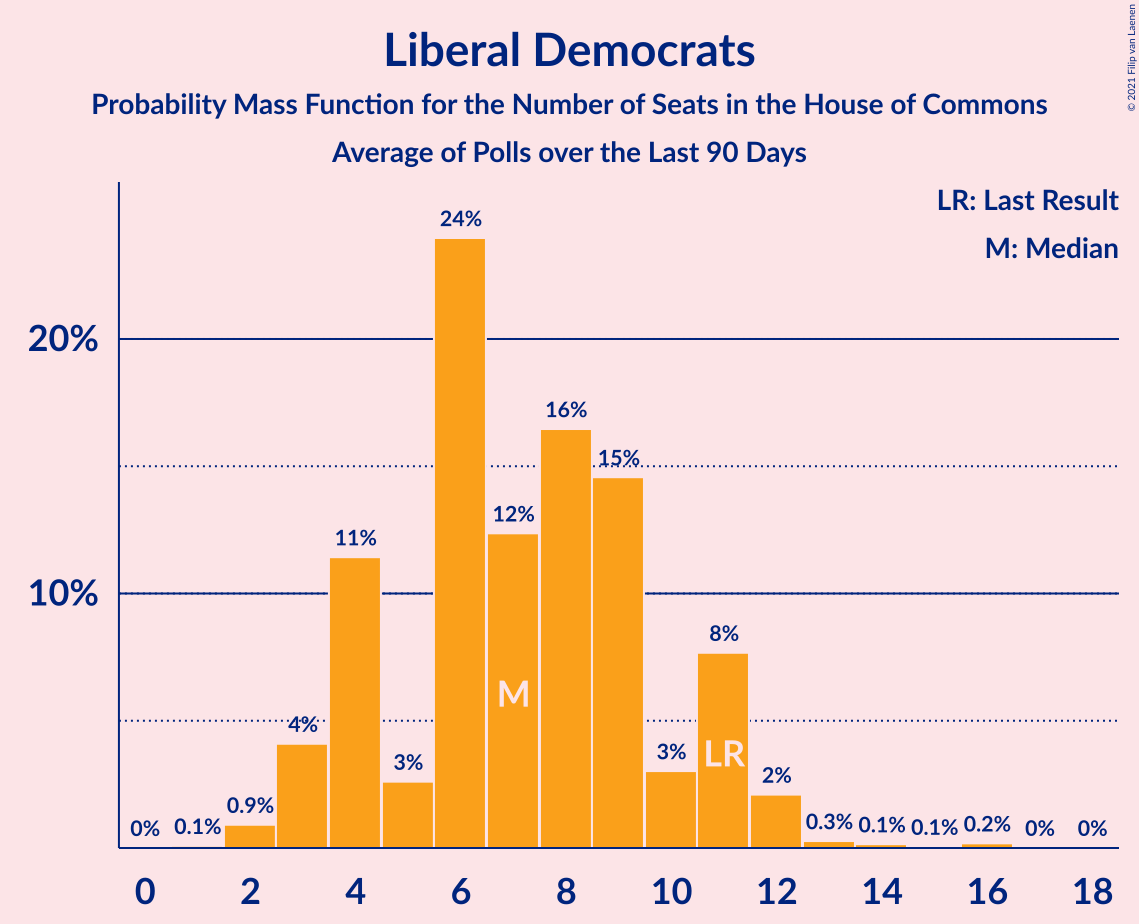 © 2021 Filip van Laenen
Liberal Democrats
Probability Mass Function for the Number of Seats in the House of Commons
Average of Polls over the Last 90 Days
LR: Last Result
M: Median
20%
10%
0%
0.1%
0.9%
4%
11%
3%
24%
12%
16%
15%
3%
8%
2%
0.3%
0.1%
0.1%
0.2%
0%
0%
M
LR
0 2 4 6 8 10 12 14 16 18